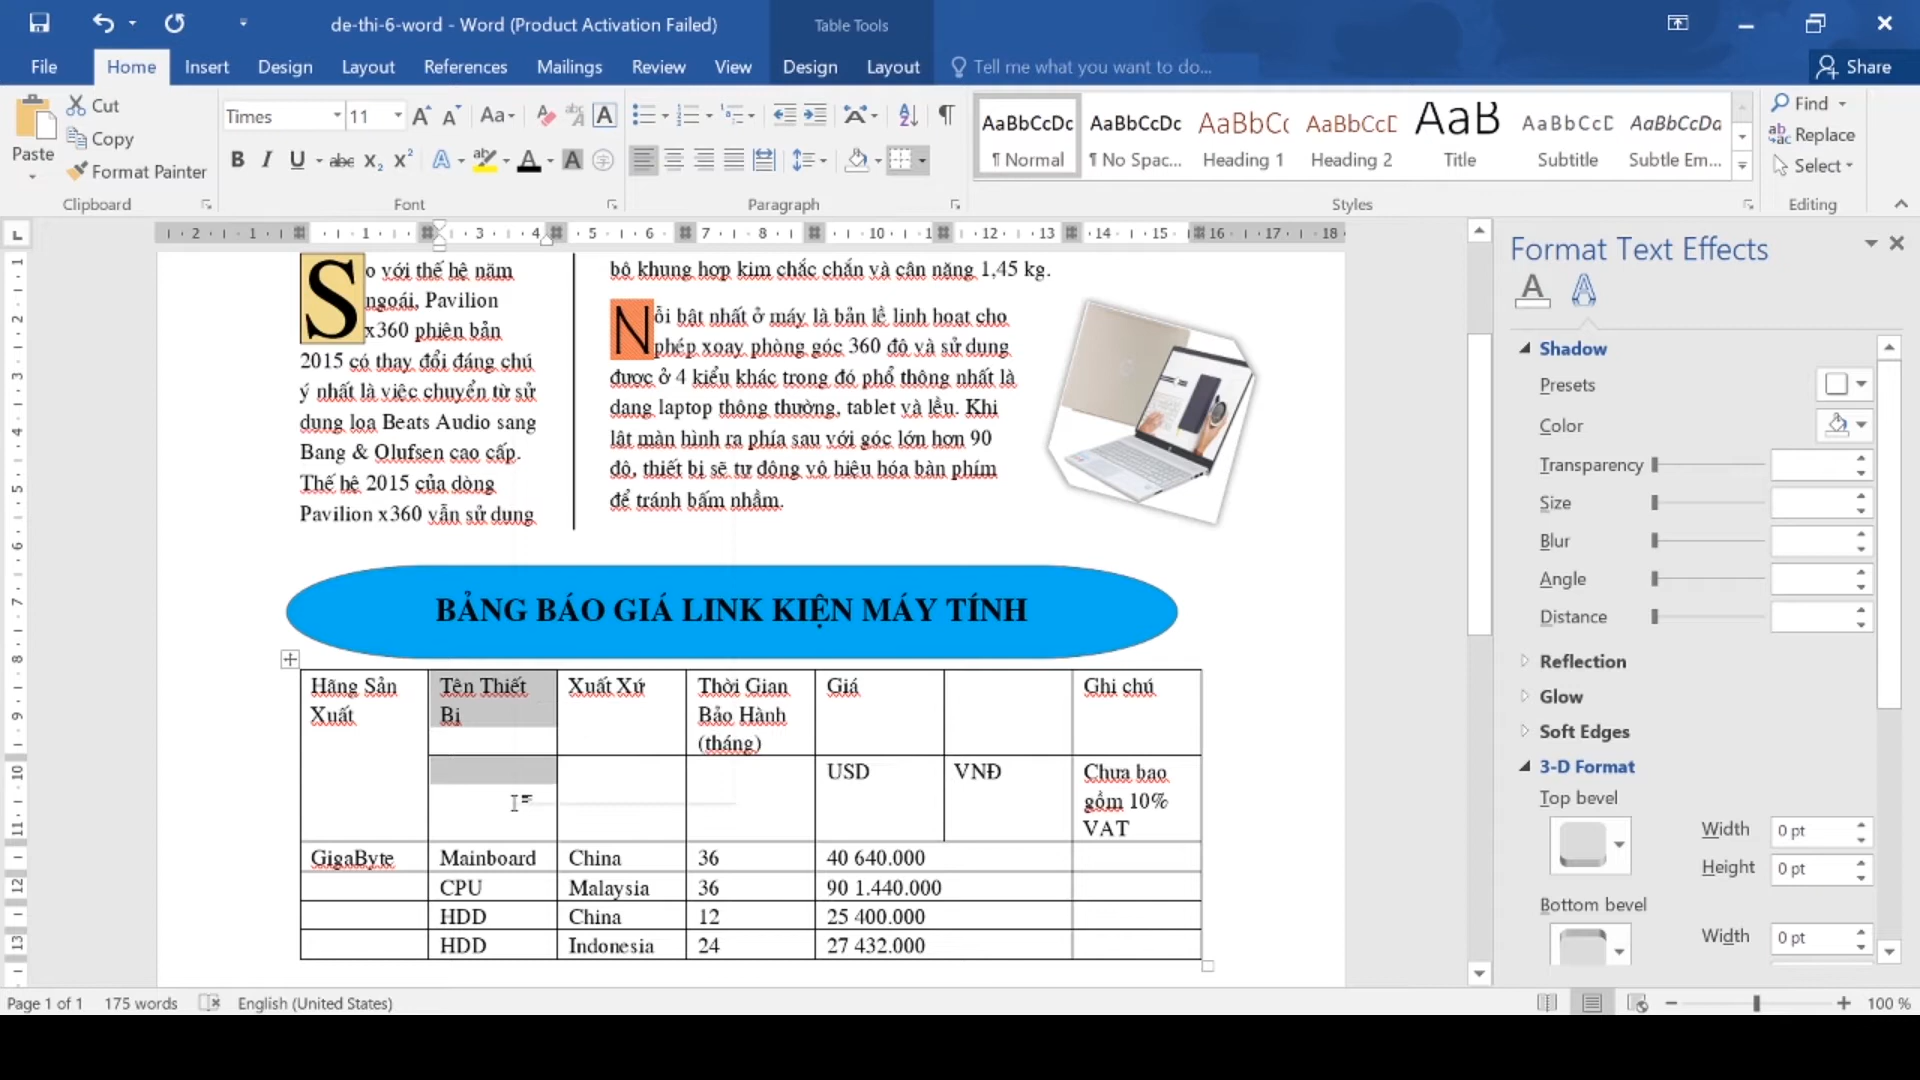 de-thi-6-word - Word (Product Activation Failed)
Table Tools
File
Home
Insert
Design
Layout
References
Mailings
Review
View
Design
Layout
Tell me what you want to do...
Share
Paste
Cut
Copy
Format Painter
Clipboard
Times
11
Font
Paragraph
AaBbCcDc
¶ Normal
AaBbCcDc
¶ No Spac...
AaBbCc
Heading 1
AaBbCcD
Heading 2
AaB
Title
AaBbCcD
Subtitle
AaBbCcDc
Subtle Em...
Styles
Find
Replace
Select
Editing
So với thế hệ năm
ngoái, Pavilion
x360 phiên bản
2015 có thay đổi đáng chú
ý nhất là việc chuyển từ sử
dụng loa Beats Audio sang
Bang & Olufsen cao cấp.
Thế hệ 2015 của dòng
Pavilion x360 vẫn sử dụng
bộ khung hợp kim chắc chắn và cân nặng 1,45 kg.
Nỗi bật nhất ở máy là bản lề linh hoạt cho
phép xoay phòng góc 360 độ và sử dụng
được ở 4 kiểu khác trong đó phổ thông nhất là
dạng laptop thông thường, tablet và lều. Khi
lật màn hình ra phía sau với góc lớn hơn 90
độ, thiết bị sẽ tự động vô hiệu hóa bàn phím
để tránh bấm nhầm.
BẢNG BÁO GIÁ LINK KIỆN MÁY TÍNH
Hãng Sản Xuất
Tên Thiết Bị
Xuất Xứ
Thời Gian Bảo Hành (tháng)
Giá
Ghi chú
USD
VNĐ
Chưa bao gồm 10% VAT
GigaByte
Mainboard
China
36
40 640.000
CPU
Malaysia
36
90 1.440.000
HDD
China
12
25 400.000
HDD
Indonesia
24
27 432.000
Format Text Effects
Shadow
Presets
Color
Transparency
Size
Blur
Angle
Distance
Reflection
Glow
Soft Edges
3-D Format
Top bevel
Width
0 pt
Height
0 pt
Bottom bevel
Width
0 pt
Page 1 of 1
175 words
English (United States)
100 %